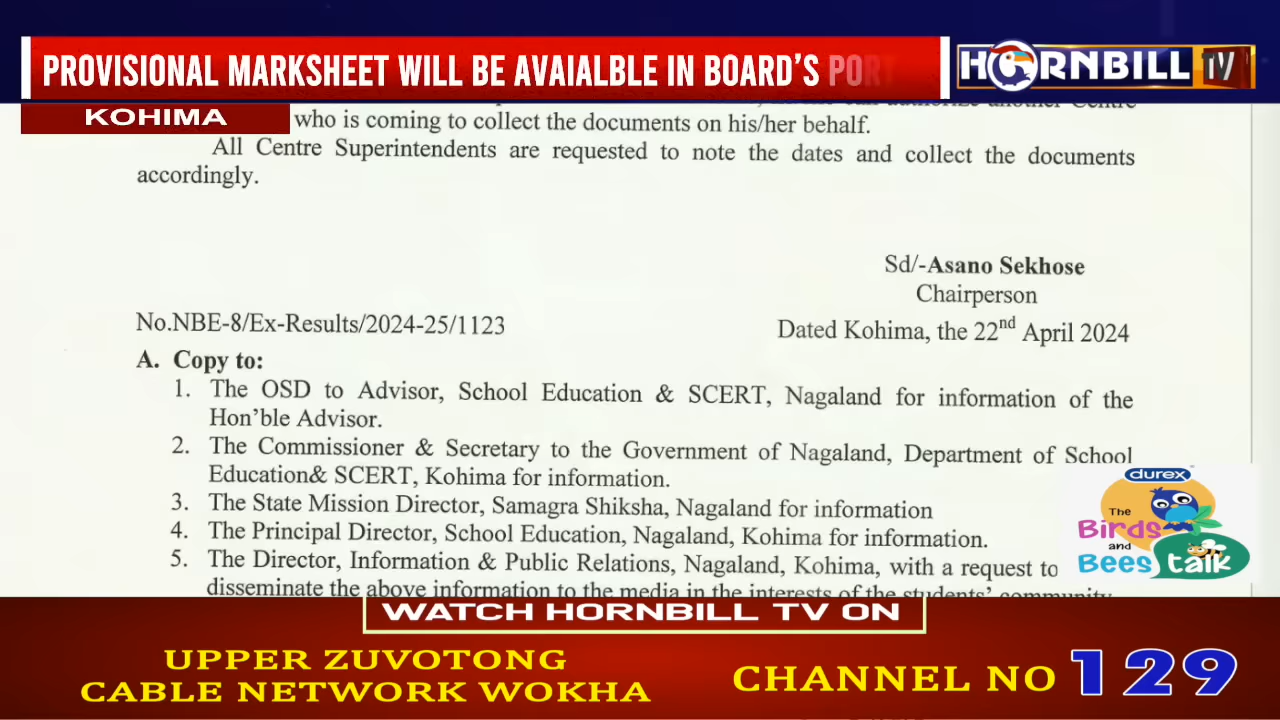 PROVISIONAL MARKSHEET WILL BE AVAIALBLE IN BOARD'S PORT
HORNBILL TV
KOHIMA
who is coming to collect the documents on his/her behalf.
All Centre Superintendents are requested to note the dates and collect the documents
accordingly.
Sd/-Asano Sekhose
Chairperson
No.NBE-8/Ex-Results/2024-25/1123
Dated Kohima, the 22nd April 2024
A. Copy to:
1. The OSD to Advisor, School Education & SCERT, Nagaland for information of the
Hon'ble Advisor.
2. The Commissioner & Secretary to the Government of Nagaland, Department of School
Education& SCERT, Kohima for information.
3. The State Mission Director, Samagra Shiksha, Nagaland for information
4. The Principal Director, School Education, Nagaland, Kohima for information.
5. The Director, Information & Public Relations, Nagaland, Kohima, with a request to
disseminate the above information to the media in the interests of the students' community
durex
The
Birds
and
Bees talk
WATCH HORNBILL TV ON
UPPER ZUVOTONG
CABLE NETWORK WOKHA
CHANNEL NO 129